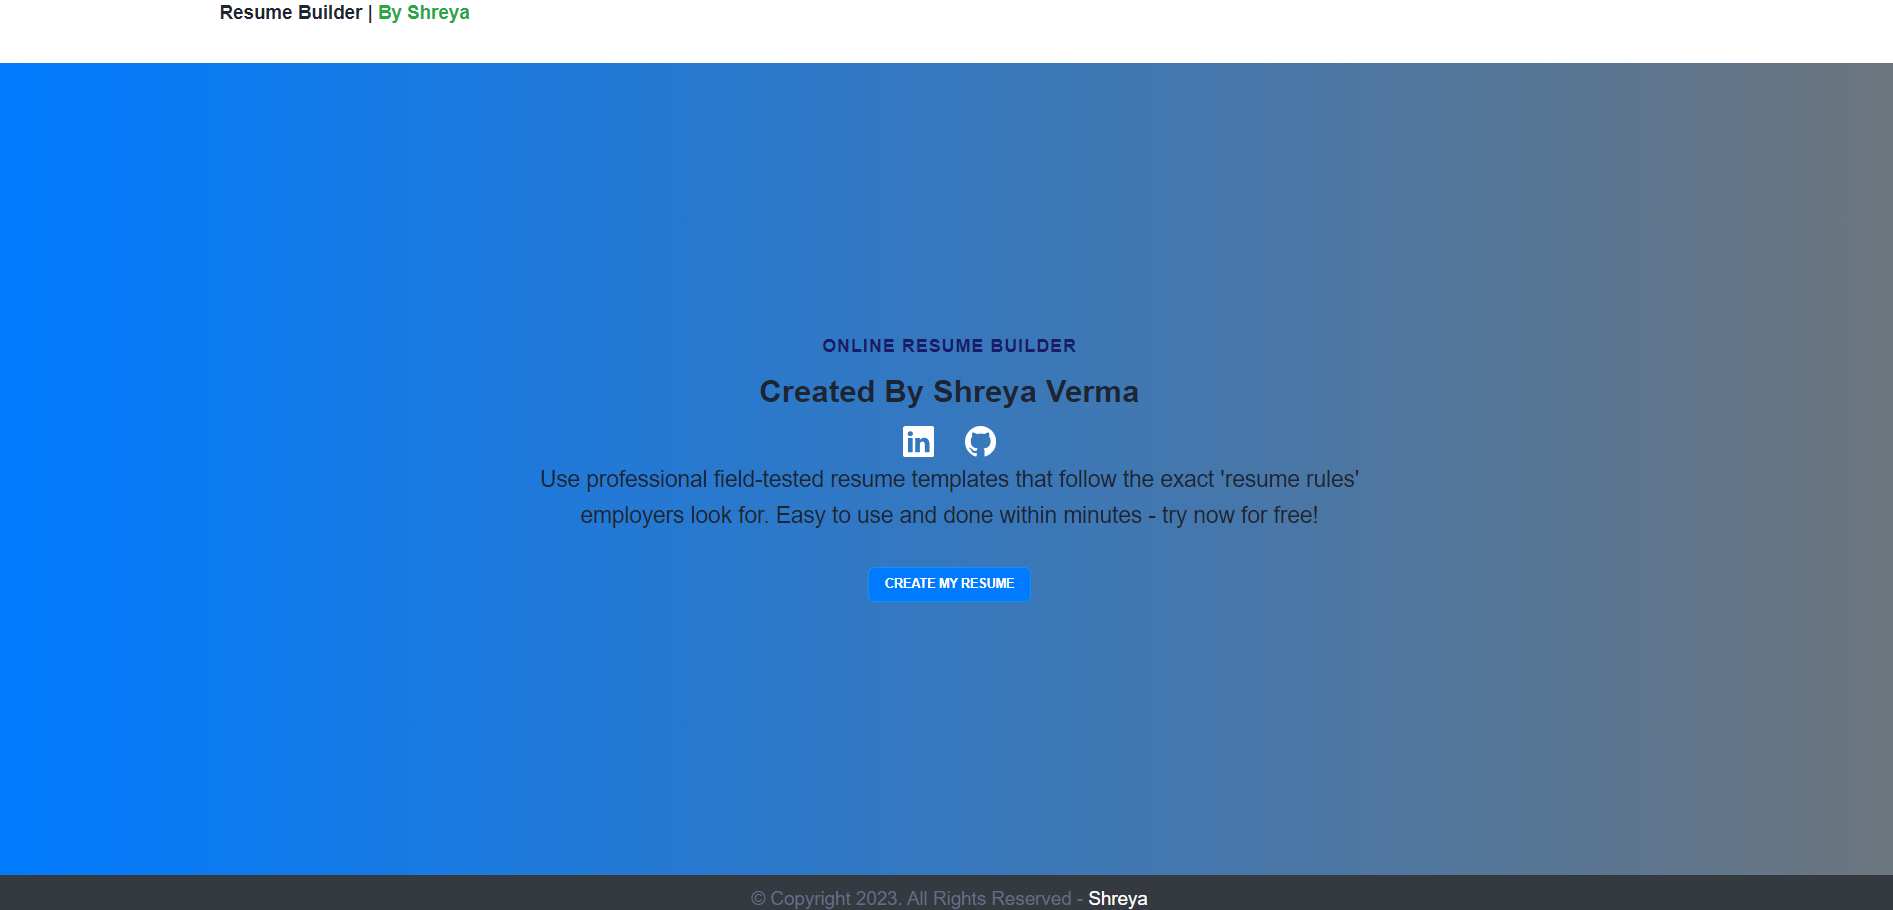 Resume Builder | By Shreya
ONLINE RESUME BUILDER
Created By Shreya Verma
in
Use professional field-tested resume templates that follow the exact 'resume rules'
employers look for. Easy to use and done within minutes - try now for free!
CREATE MY RESUME
© Copyright 2023. All Rights Reserved - Shreya